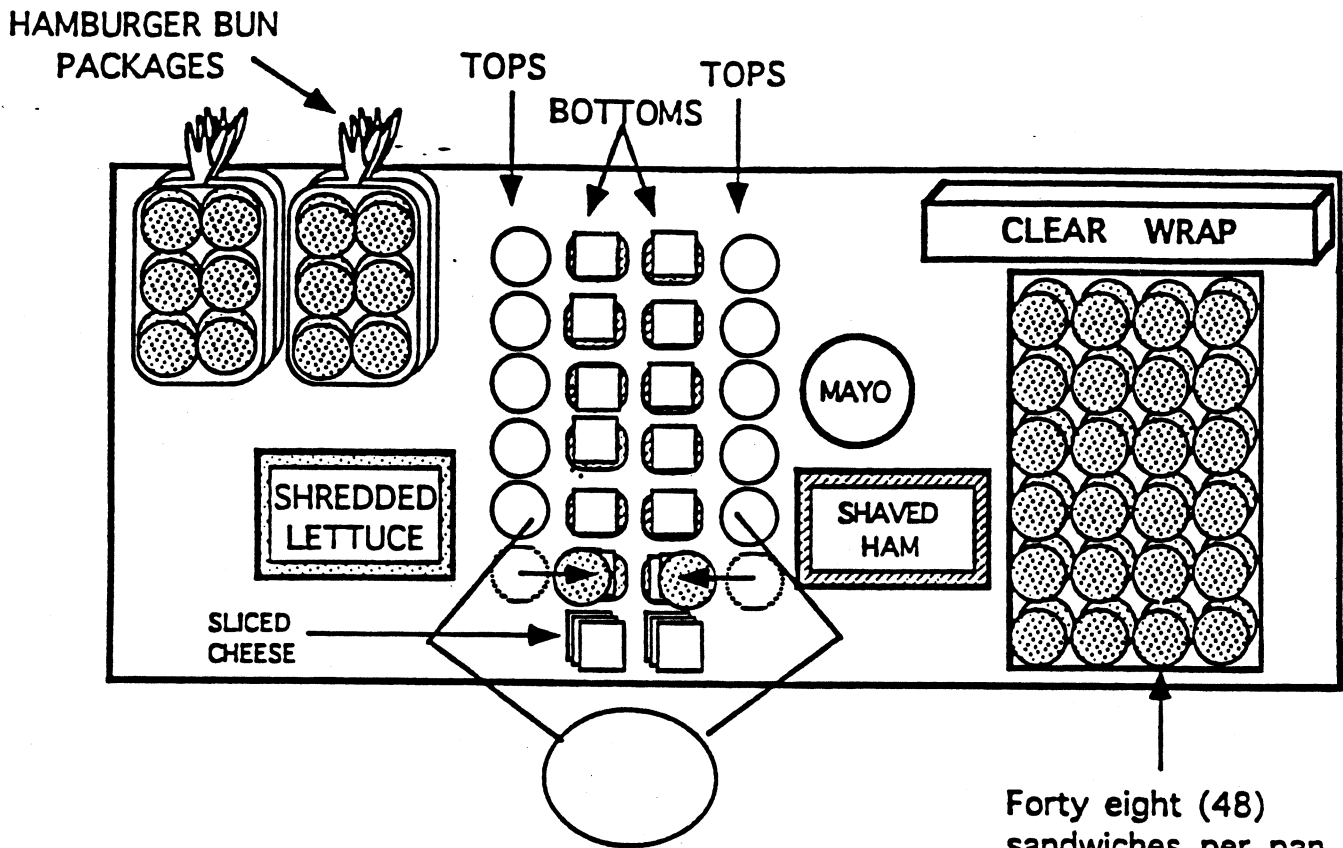 HAMBURGER BUN
PACKAGES
TOPS
BOTTOMS
TOPS
CLEAR WRAP
MAYO
SHREDDED
LETTUCE
SHAVED
HAM
SLICED
CHEESE
Forty eight (48)
sandwiches per pan